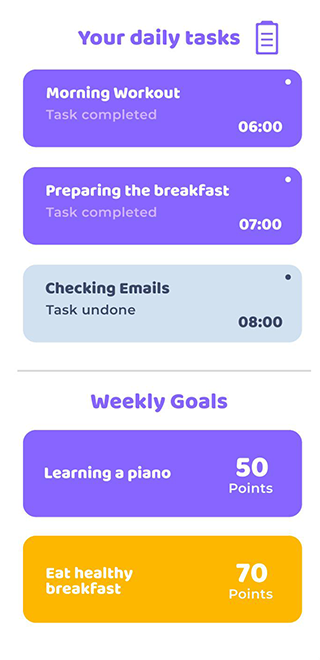 Your daily tasks
Morning Workout
Task completed
06:00
Preparing the breakfast
Task completed
07:00
Checking Emails
Task undone
08:00
Weekly Goals
Learning a piano
50
Points
Eat healthy
breakfast
70
Points